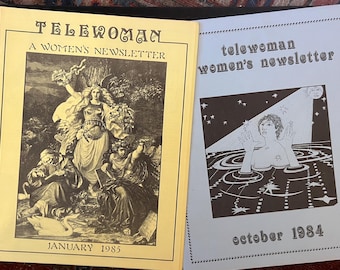 TELEWOMAN
A WOMEN'S NEWSLETTER
JANUARY 1985
telewoman
women's newsletter
october 1984